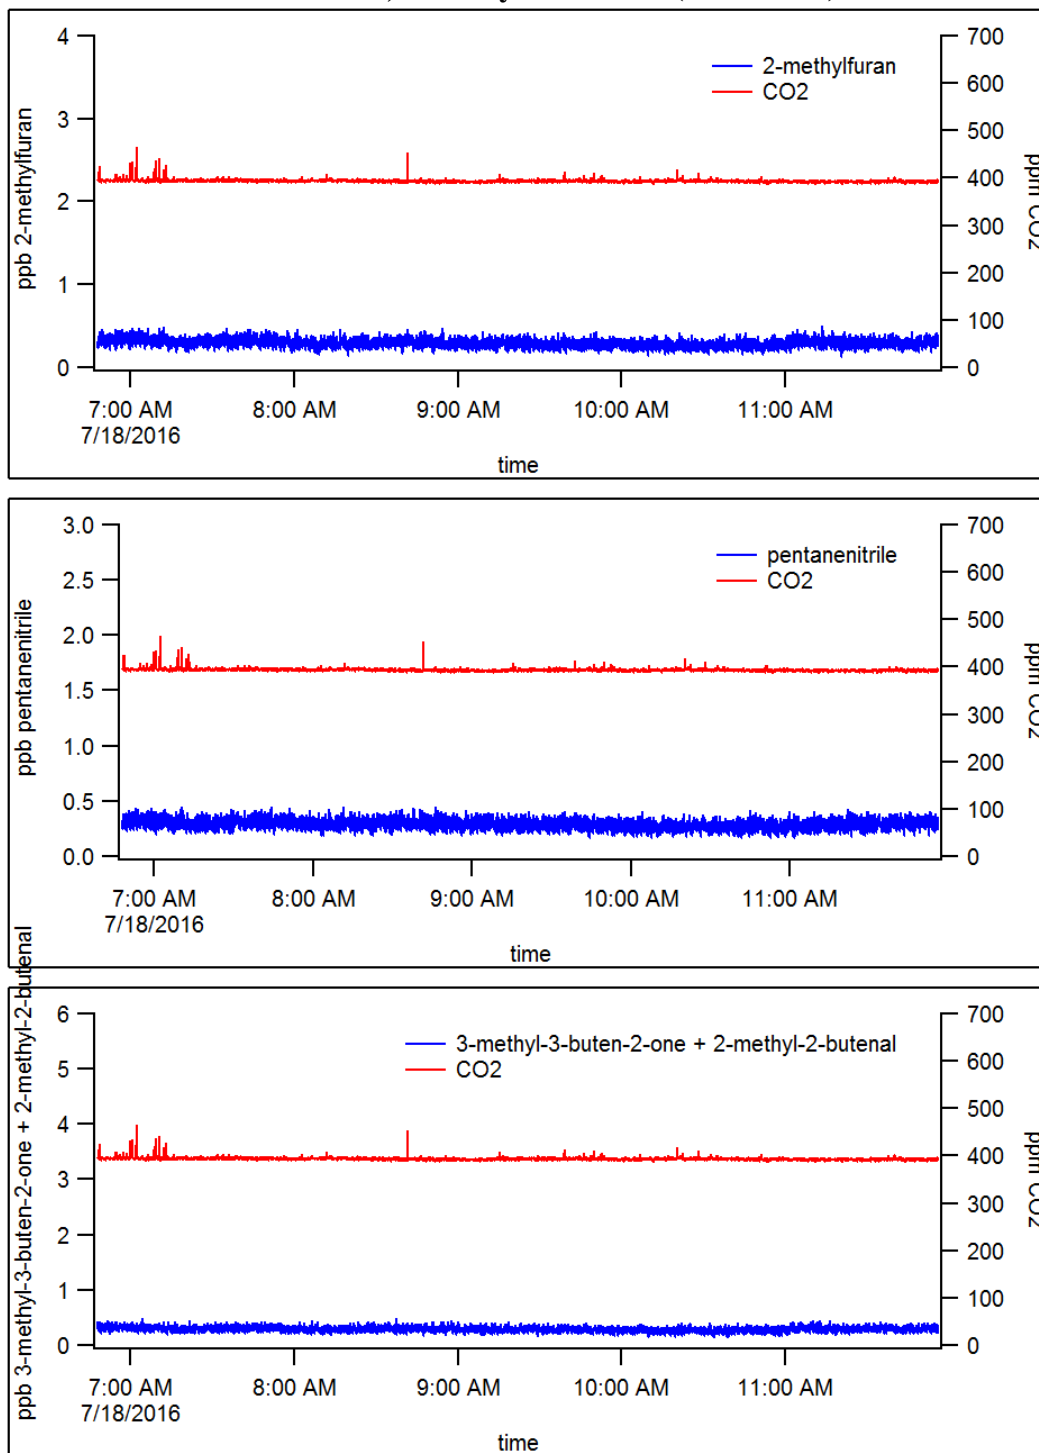 4
3
2
1
0
ppb 2-methylfuran
2-methylfuran
CO2
700
600
500
400
300
200
100
0
ppm CO2
7:00 AM
7/18/2016
8:00 AM
9:00 AM
10:00 AM
11:00 AM
time
3.0
2.5
2.0
1.5
1.0
0.5
0.0
ppb pentanenitrile
pentanenitrile
CO2
700
600
500
400
300
200
100
0
ppm CO2
7:00 AM
7/18/2016
8:00 AM
9:00 AM
10:00 AM
11:00 AM
time
6
5
4
3
2
1
0
ppb 3-methyl-3-buten-2-one + 2-methyl-2-butenal
3-methyl-3-buten-2-one + 2-methyl-2-butenal
CO2
700
600
500
400
300
200
100
0
ppm CO2
7:00 AM
7/18/2016
8:00 AM
9:00 AM
10:00 AM
11:00 AM
time